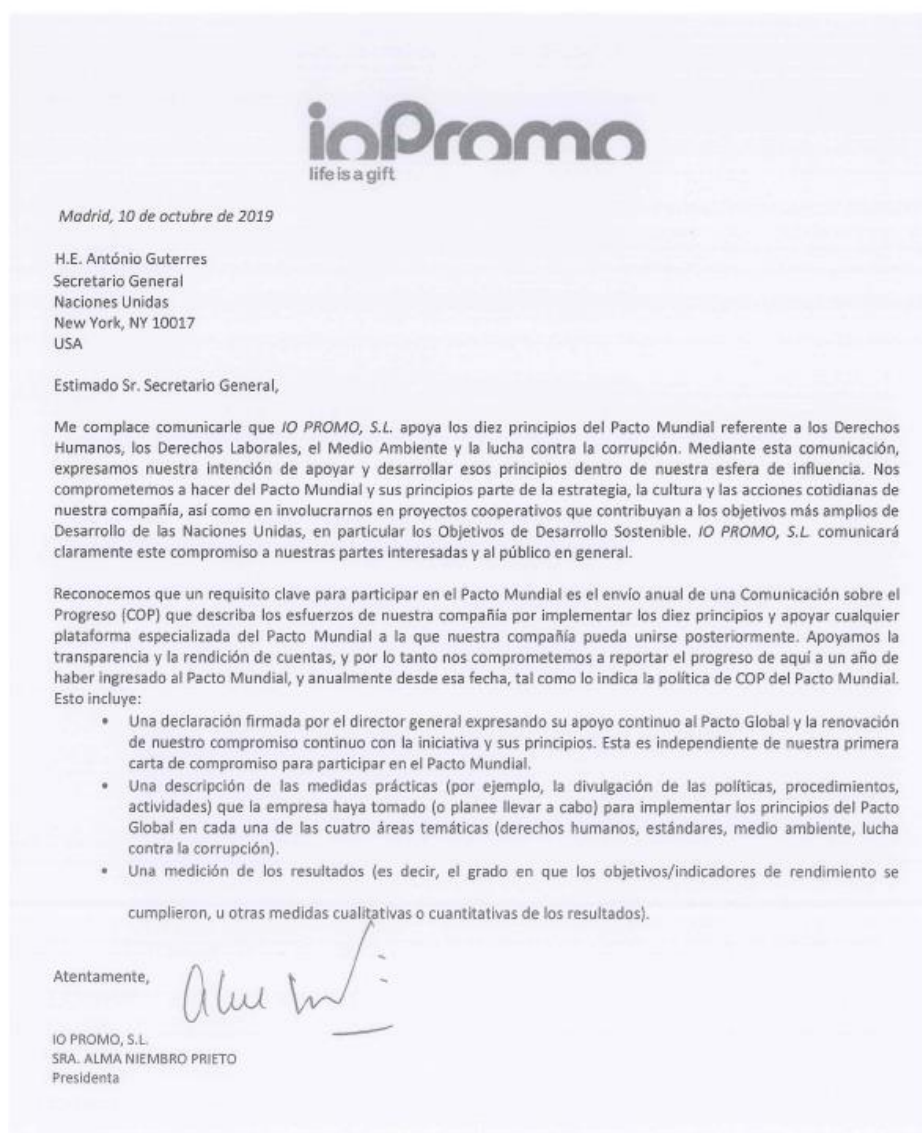 ioPromo
life is a gift
Madrid, 10 de octubre de 2019
H.E. António Guterres
Secretario General
Naciones Unidas
New York, NY 10017
USA
Estimado Sr. Secretario General,
Me complace comunicarle que IO PROMO, S.L. apoya los diez principios del Pacto Mundial referente a los Derechos
Humanos, los Derechos Laborales, el Medio Ambiente y la lucha contra la corrupción. Mediante esta comunicación,
expresamos nuestra intención de apoyar y desarrollar esos principios dentro de nuestra esfera de influencia. Nos
comprometemos a hacer del Pacto Mundial y sus principios parte de la estrategia, la cultura y las acciones cotidianas de
nuestra compañía, así como en involucrarnos en proyectos cooperativos que contribuyan a los objetivos más amplios de
Desarrollo de las Naciones Unidas, en particular los Objetivos de Desarrollo Sostenible. IO PROMO, S.L. comunicará
claramente este compromiso a nuestras partes interesadas y al público en general.
Reconocemos que un requisito clave para participar en el Pacto Mundial es el envío anual de una Comunicación sobre el
Progreso (COP) que describa los esfuerzos de nuestra compañía por implementar los diez principios y apoyar cualquier
plataforma especializada del Pacto Mundial a la que nuestra compañía pueda unirse posteriormente. Apoyamos la
transparencia y la rendición de cuentas, y por lo tanto nos comprometemos a reportar el progreso de aquí a un año de
haber ingresado al Pacto Mundial, y anualmente desde esa fecha, tal como lo indica la política de COP del Pacto Mundial.
Esto incluye:
• Una declaración firmada por el director general expresando su apoyo continuo al Pacto Global y la renovación
de nuestro compromiso continuo con la iniciativa y sus principios. Esta es independiente de nuestra primera
carta de compromiso para participar en el Pacto Mundial.
• Una descripción de las medidas prácticas (por ejemplo, la divulgación de las políticas, procedimientos,
actividades) que la empresa haya tomado (o planee llevar a cabo) para implementar los principios del Pacto
Global en cada una de las cuatro áreas temáticas (derechos humanos, estándares, medio ambiente, lucha
contra la corrupción).
• Una medición de los resultados (es decir, el grado en que los objetivos/indicadores de rendimiento se
cumplieron, u otras medidas cualitativas o cuantitativas de los resultados).
Atentamente,
IO PROMO, S.L.
SRA. ALMA NIEMBRO PRIETO
Presidenta